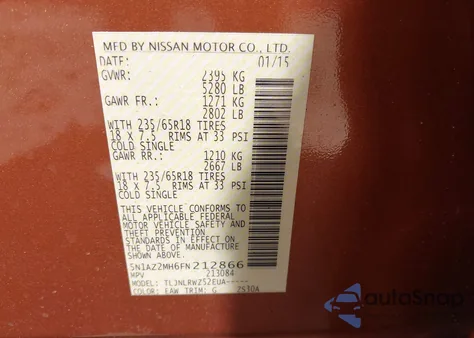 MFD BY NISSAN MOTOR CO., LTD.
DATE: 01/15
GVWR: 2395 KG
5280 LB
GAWR FR.: 1271 KG
2802 LB
WITH 235/65R18 TIRES
18 X 7.5 RIMS AT 33 PSI
COLD SINGLE
GAWR RR.: 1210 KG
2667 LB
WITH 235/65R18 TIRES
18 X 7.5 RIMS AT 33 PSI
COLD SINGLE
THIS VEHICLE CONFORMS TO
ALL APPLICABLE FEDERAL
MOTOR VEHICLE SAFETY AND
THEFT PREVENTION
STANDARDS IN EFFECT ON THE
DATE OF MANUFACTURE
SHOWN ABOVE.
5N1AZ2MH6FN212866
MPV 213084
MODEL: TLJNLRWZ52EUA-----
COLOR: EAW TRIM: G 2S30A
AutoSnap